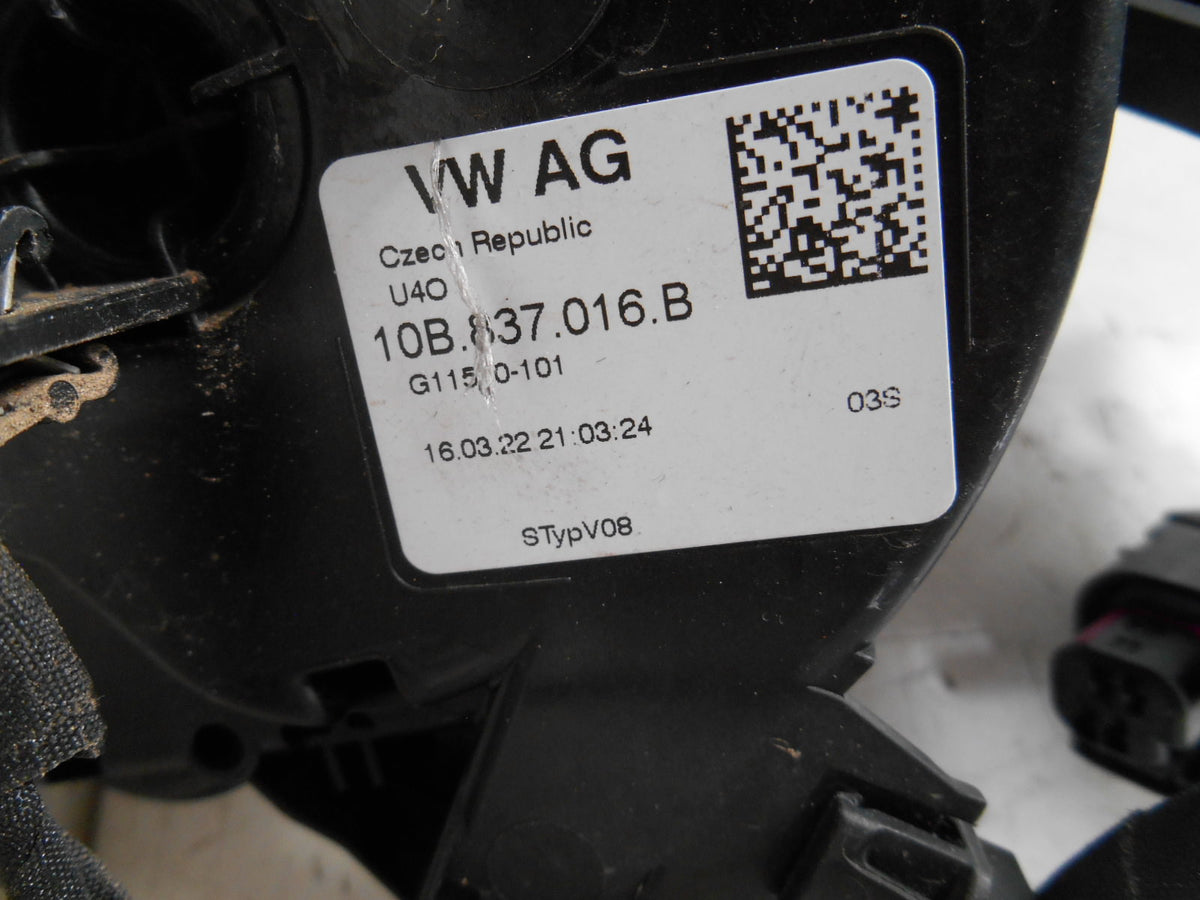 VW AG
Czech Republic
U4O
10B.837.016.B
03S
16.03.22 21:03:24
STypV08